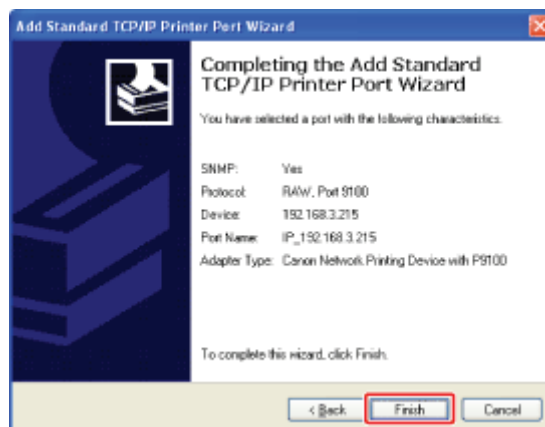 Add Standard TCP/IP Printer Port Wizard
Completing the Add Standard
TCP/IP Printer Port Wizard
You have selected a port with the following characteristics.
SNMP: Yes
Protocol: RAW, Port 9100
Device: 192.168.3.215
Port Name: IP_192.168.3.215
Adapter Type: Canon Network Printing Device with P9100
To complete this wizard, click Finish.
< Back Finish Cancel